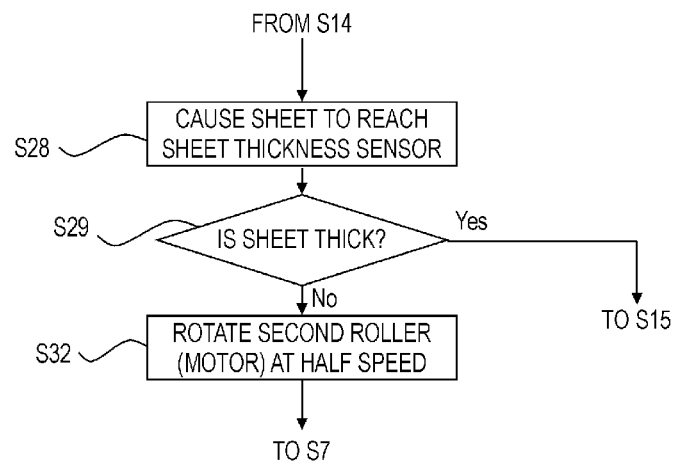 FROM S14
CAUSE SHEET TO REACH
SHEET THICKNESS SENSOR
S28
S29
IS SHEET THICK?
Yes
No
TO S15
ROTATE SECOND ROLLER
(MOTOR) AT HALF SPEED
S32
TO S7